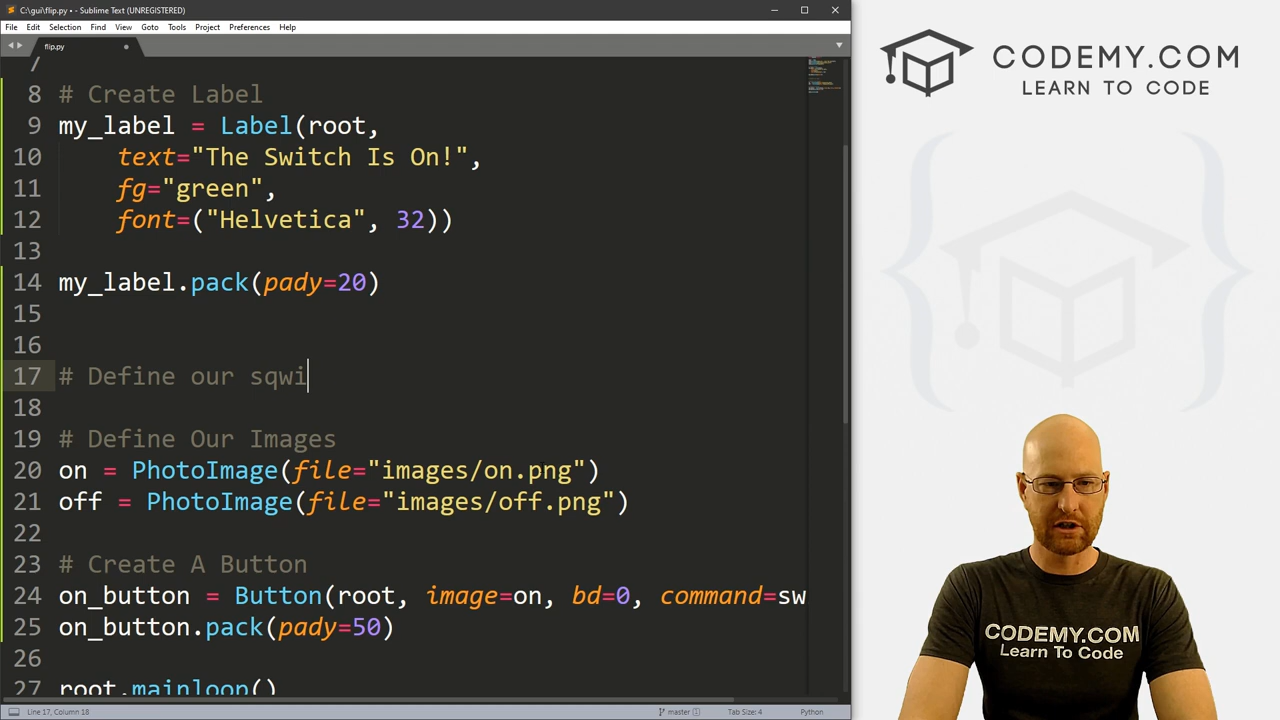 C:\gui\flip.py • - Sublime Text (UNREGISTERED)
File Edit Selection Find View Goto Tools Project Preferences Help
flip.py
7
8 # Create Label
9 my_label = Label(root,
10 text="The Switch Is On!",
11 fg="green",
12 font=("Helvetica", 32))
13
14 my_label.pack(pady=20)
15
16
17 # Define our sqwi
18
19 # Define Our Images
20 on = PhotoImage(file="images/on.png")
21 off = PhotoImage(file="images/off.png")
22
23 # Create A Button
24 on_button = Button(root, image=on, bd=0, command=sw
25 on_button.pack(pady=50)
26
27 root.mainloop()
Line 17, Column 18
master 1
Tab Size: 4
Python
CODEMY.COM
LEARN TO CODE
CODEMY.COM
Learn To Code